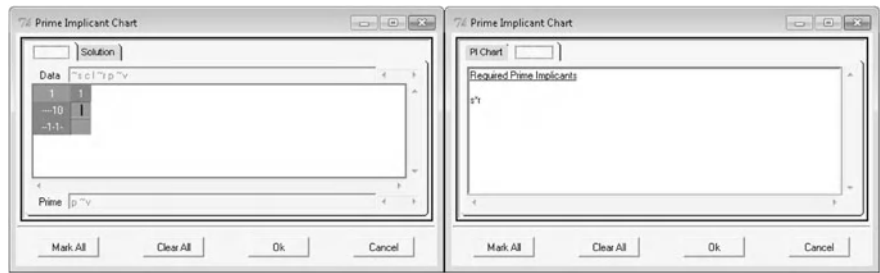 Prime Implicant Chart
Solution
Data ~s c l ~r p ~v
1 1
---10
--1-1-
Prime p ~v
Mark All Clear All Ok Cancel
Prime Implicant Chart
PI Chart
Required Prime Implicants
s*r
Mark All Clear All Ok Cancel